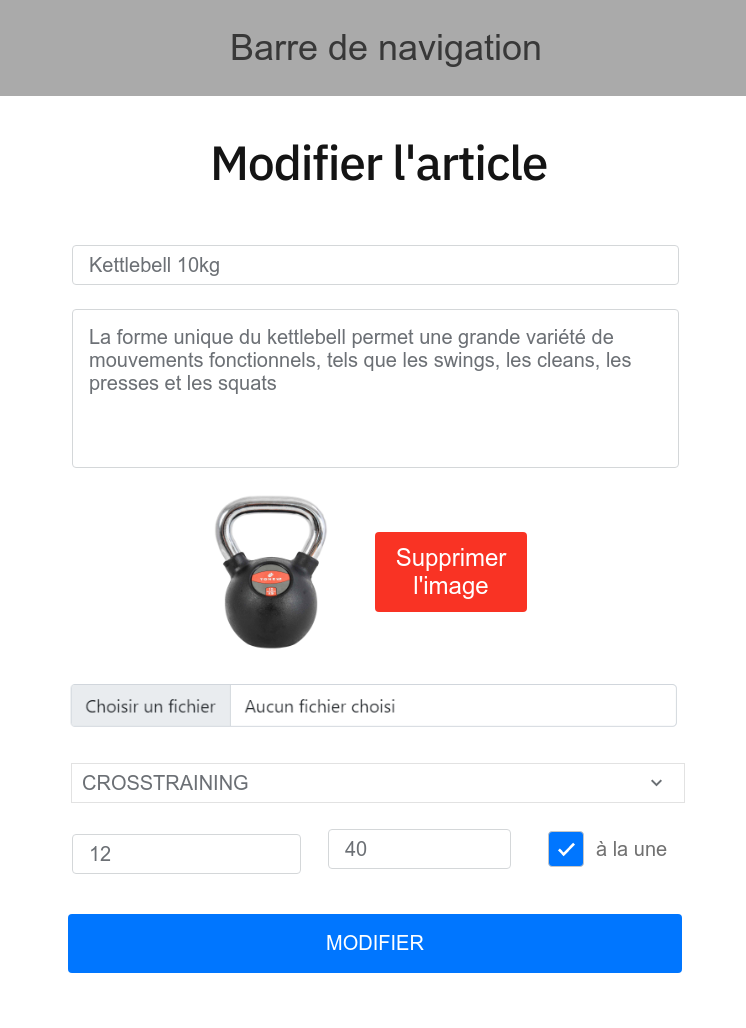 Barre de navigation
Modifier l'article
Kettlebell 10kg
La forme unique du kettlebell permet une grande variété de
mouvements fonctionnels, tels que les swings, les cleans, les
presses et les squats
Supprimer
l'image
Choisir un fichier
Aucun fichier choisi
CROSSTRAINING
12
40
à la une
MODIFIER